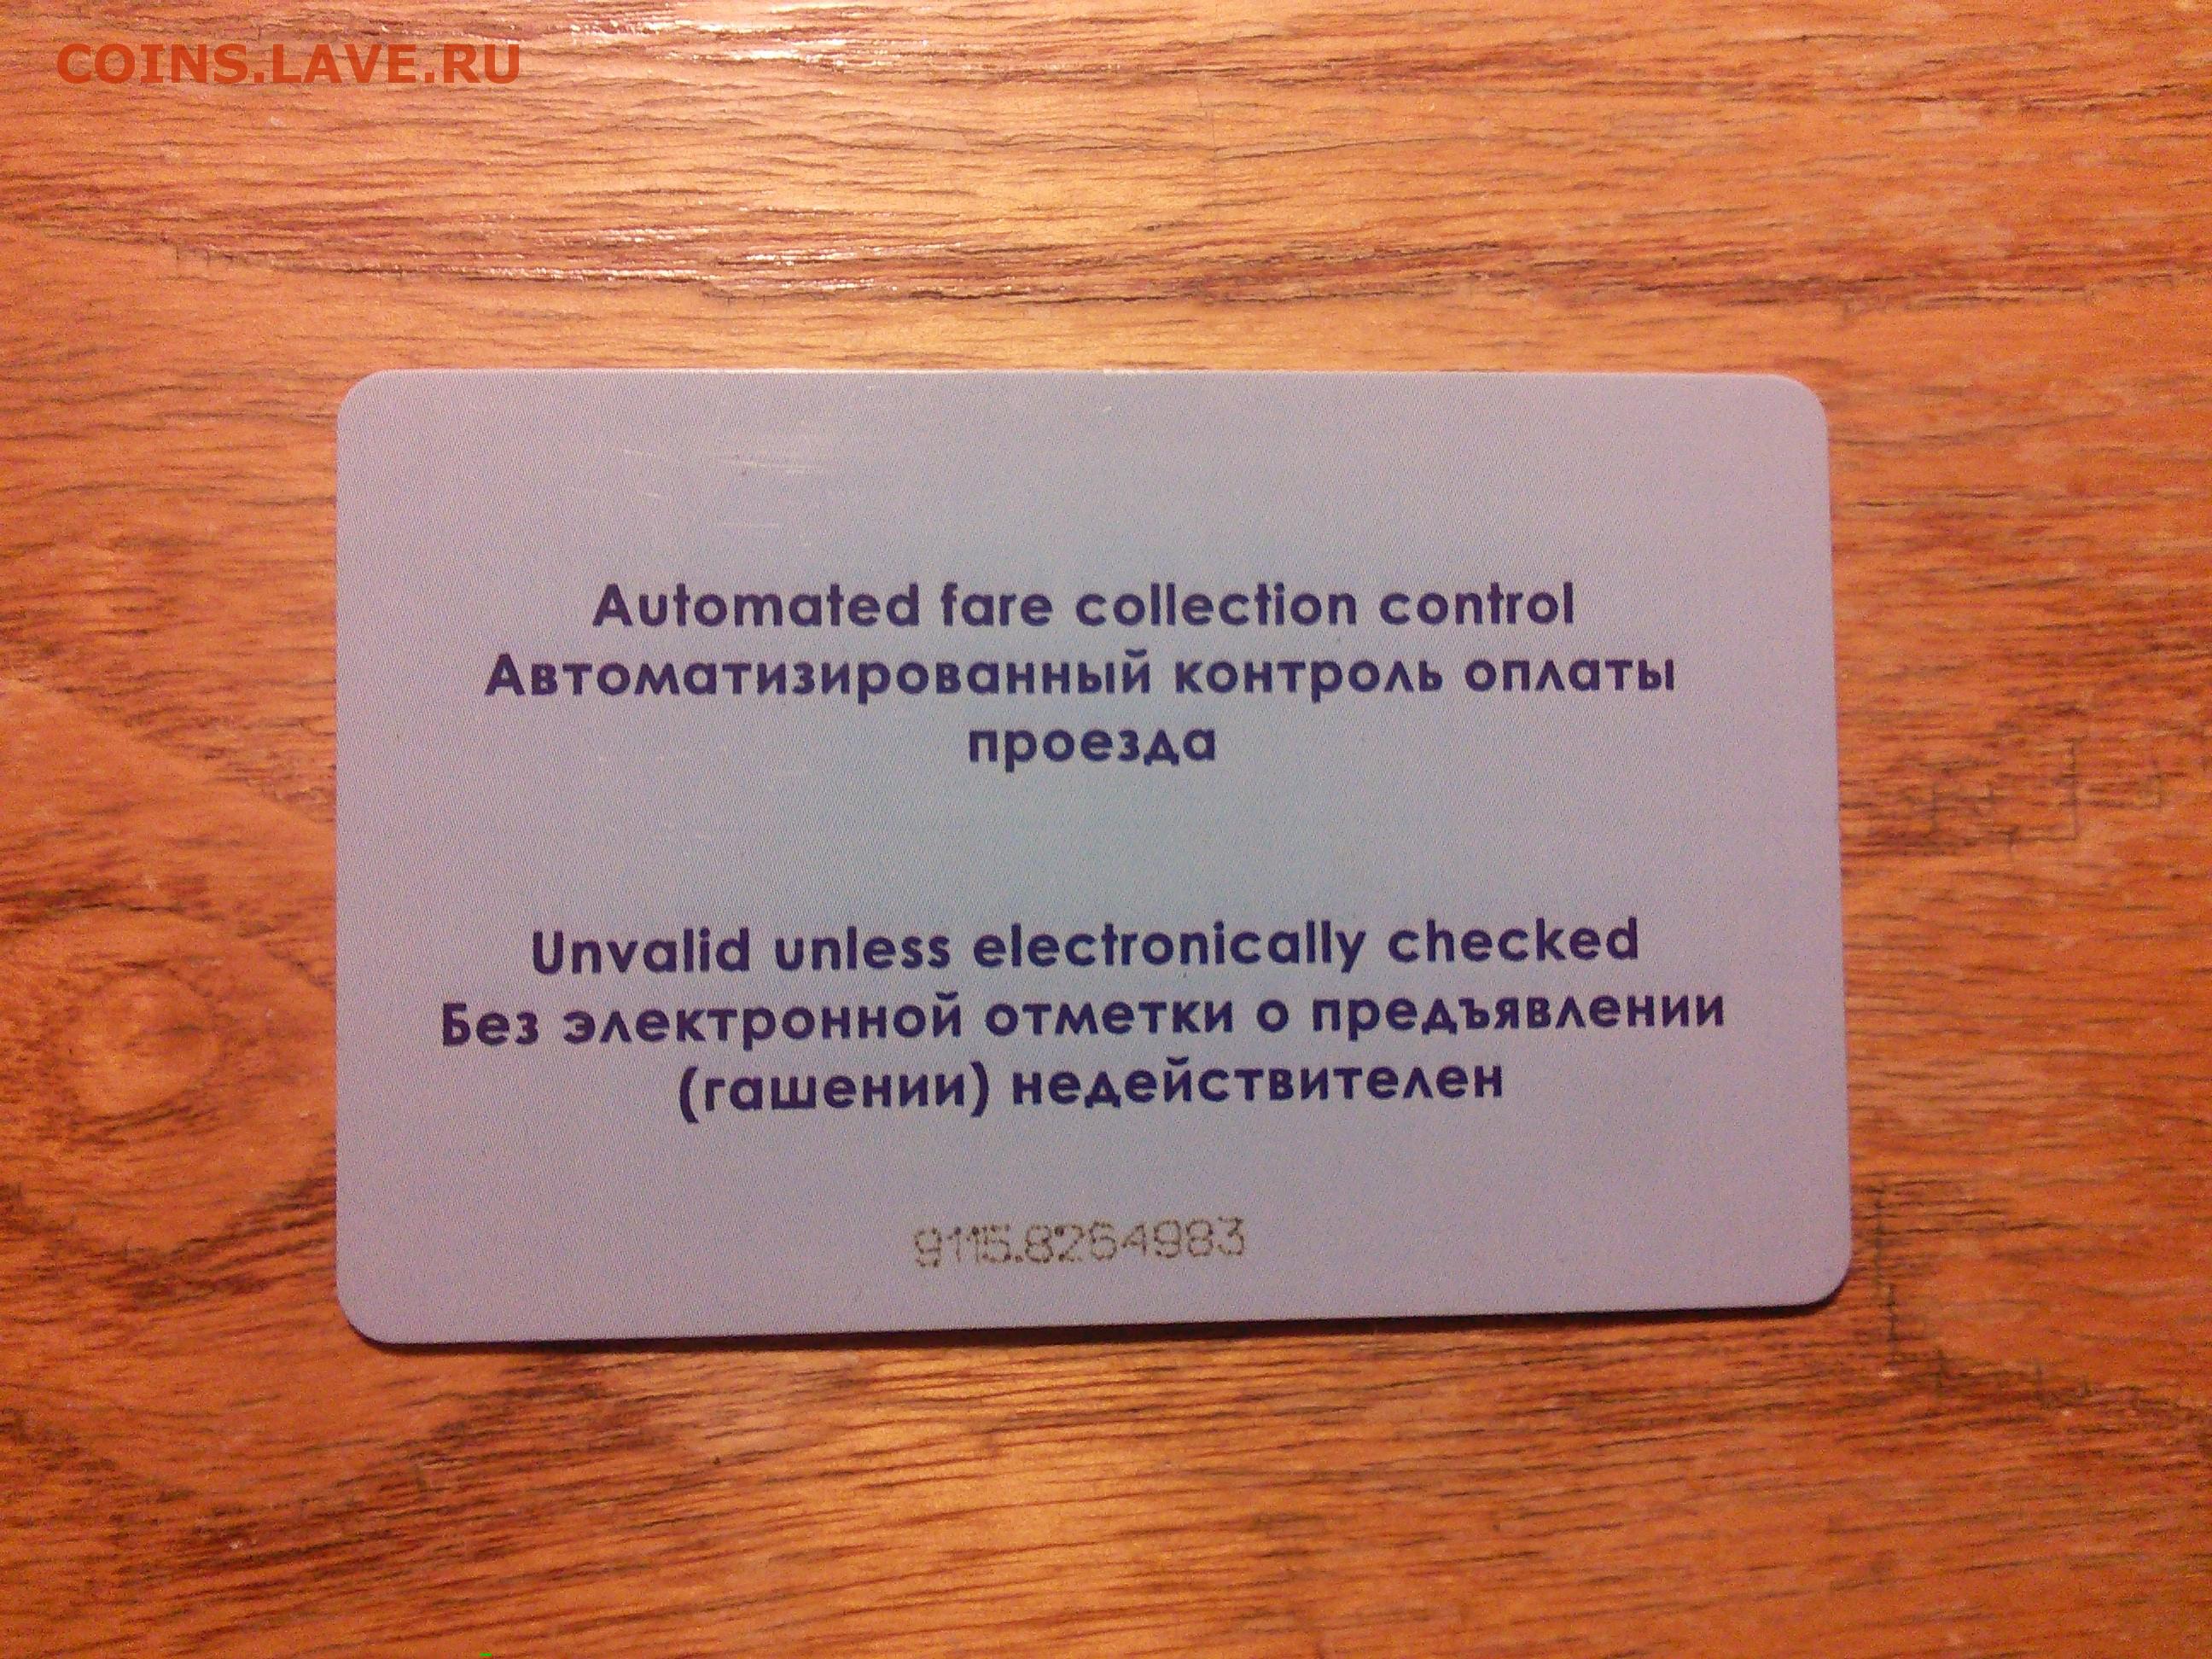 COINS.LAVE.RU
Automated fare collection control
Автоматизированный контроль оплаты
проезда
Unvalid unless electronically checked
Без электронной отметки о предъявлении
(гашении) недействителен
9115.8264983